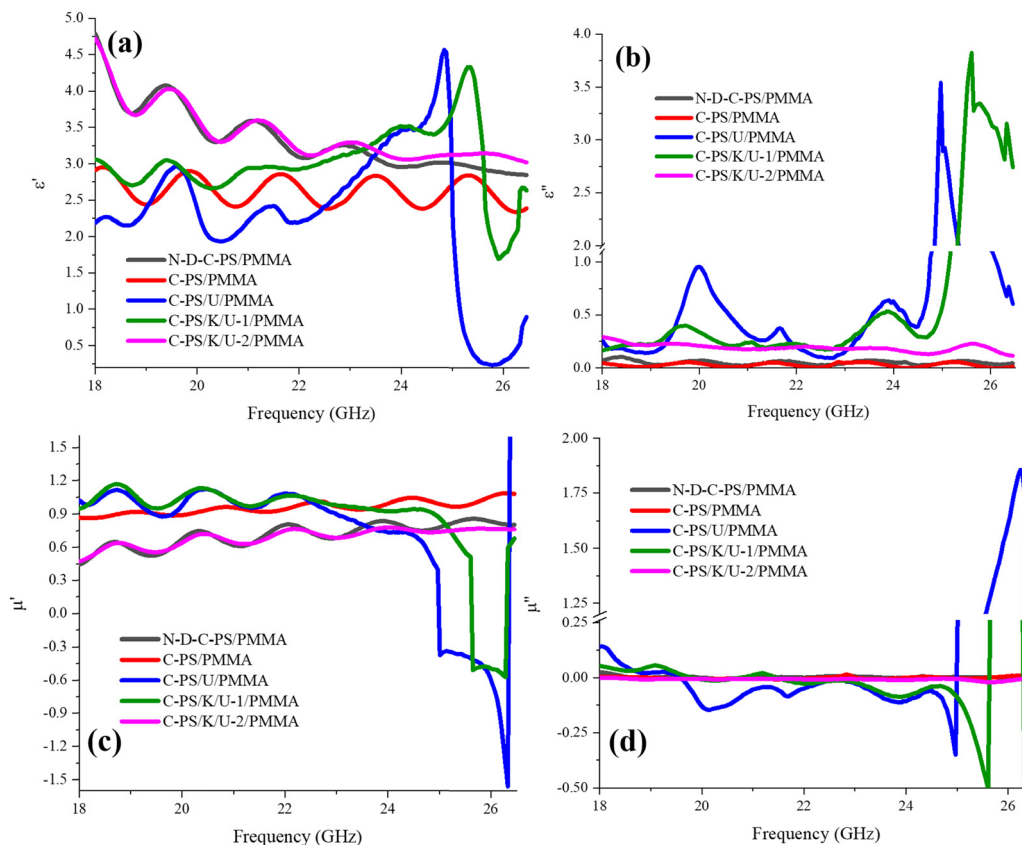 (a)
5.0
4.5
4.0
3.5
3.0
2.5
2.0
1.5
1.0
0.5
ε'
N-D-C-PS/PMMA
C-PS/PMMA
C-PS/U/PMMA
C-PS/K/U-1/PMMA
C-PS/K/U-2/PMMA
18 20 22 24 26
Frequency (GHz)
(b)
4.0
3.5
3.0
2.5
2.0
1.0
0.5
0.0
ε"
N-D-C-PS/PMMA
C-PS/PMMA
C-PS/U/PMMA
C-PS/K/U-1/PMMA
C-PS/K/U-2/PMMA
18 20 22 24 26
Frequency (GHz)
1.5
1.2
0.9
0.6
0.3
0.0
-0.3
-0.6
-0.9
-1.2
-1.5
μ'
N-D-C-PS/PMMA
C-PS/PMMA
C-PS/U/PMMA
C-PS/K/U-1/PMMA
C-PS/K/U-2/PMMA
(c)
18 20 22 24 26
Frequency (GHz)
2.00
1.75
1.50
1.25
0.25
0.00
-0.25
-0.50
μ"
N-D-C-PS/PMMA
C-PS/PMMA
C-PS/U/PMMA
C-PS/K/U-1/PMMA
C-PS/K/U-2/PMMA
(d)
18 20 22 24 26
Frequency (GHz)